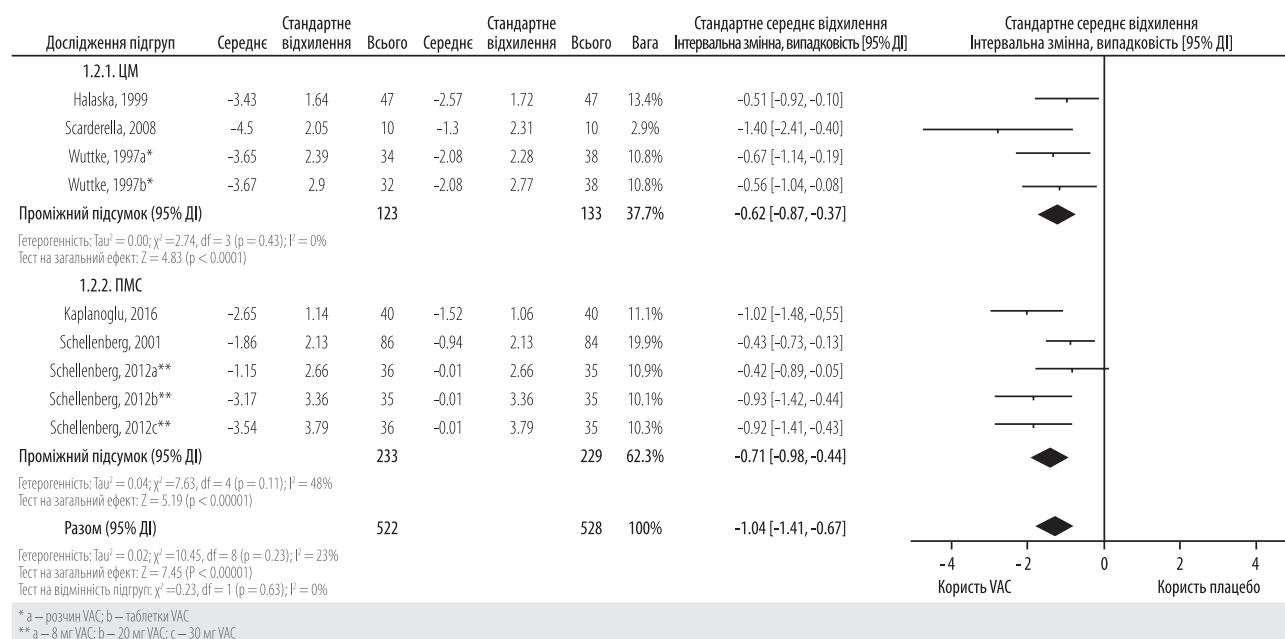 Дослідження підгруп Середнє Стандартне відхилення Всього Середнє Стандартне відхилення Всього Вага Стандартне середнє відхилення Інтервальна змінна, випадковість [95% ДІ] Стандартне середнє відхилення Інтервальна змінна, випадковість [95% ДІ]
1.2.1. ЦМ
Halaska, 1999 -3.43 1.64 47 -2.57 1.72 47 13.4% -0.51 [-0.92, -0.10]
Scarderella, 2008 -4.5 2.05 10 -1.3 2.31 10 2.9% -1.40 [-2.41, -0.40]
Wuttke, 1997a* -3.65 2.39 34 -2.08 2.28 38 10.8% -0.67 [-1.14, -0.19]
Wuttke, 1997b* -3.67 2.9 32 -2.08 2.77 38 10.8% -0.56 [-1.04, -0.08]
Проміжний підсумок (95% ДІ) 123 133 37.7% -0.62 [-0.87, -0.37]
Гетерогенність: Tau² = 0.00; χ² =2.74, df = 3 (p = 0.43); I² = 0%
Тест на загальний ефект: Z = 4.83 (p < 0.0001)
1.2.2. ПМС
Kaplanoglu, 2016 -2.65 1.14 40 -1.52 1.06 40 11.1% -1.02 [-1.48, -0,55]
Schellenberg, 2001 -1.86 2.13 86 -0.94 2.13 84 19.9% -0.43 [-0.73, -0.13]
Schellenberg, 2012a** -1.15 2.66 36 -0.01 2.66 35 10.9% -0.42 [-0.89, -0.05]
Schellenberg, 2012b** -3.17 3.36 35 -0.01 3.36 35 10.1% -0.93 [-1.42, -0.44]
Schellenberg, 2012c** -3.54 3.79 36 -0.01 3.79 35 10.3% -0.92 [-1.41, -0.43]
Проміжний підсумок (95% ДІ) 233 229 62.3% -0.71 [-0.98, -0.44]
Гетерогенність: Tau² = 0.04; χ² =7.63, df = 4 (p = 0.11); I² = 48%
Тест на загальний ефект: Z = 5.19 (p < 0.00001)
Разом (95% ДІ) 522 528 100% -1.04 [-1.41, -0.67]
Гетерогенність: Tau² = 0.02; χ² =10.45, df = 8 (p = 0.23); I² = 23%
Тест на загальний ефект: Z = 7.45 (P < 0.00001)
Тест на відмінність підгруп: χ² =0.23, df = 1 (p = 0.63); I² = 0%
-4 -2 0 2 4
Користь VAC Користь плацебо
* a – розчин VAC; b – таблетки VAC
** a – 8 мг VAC; b – 20 мг VAC; c – 30 мг VAC